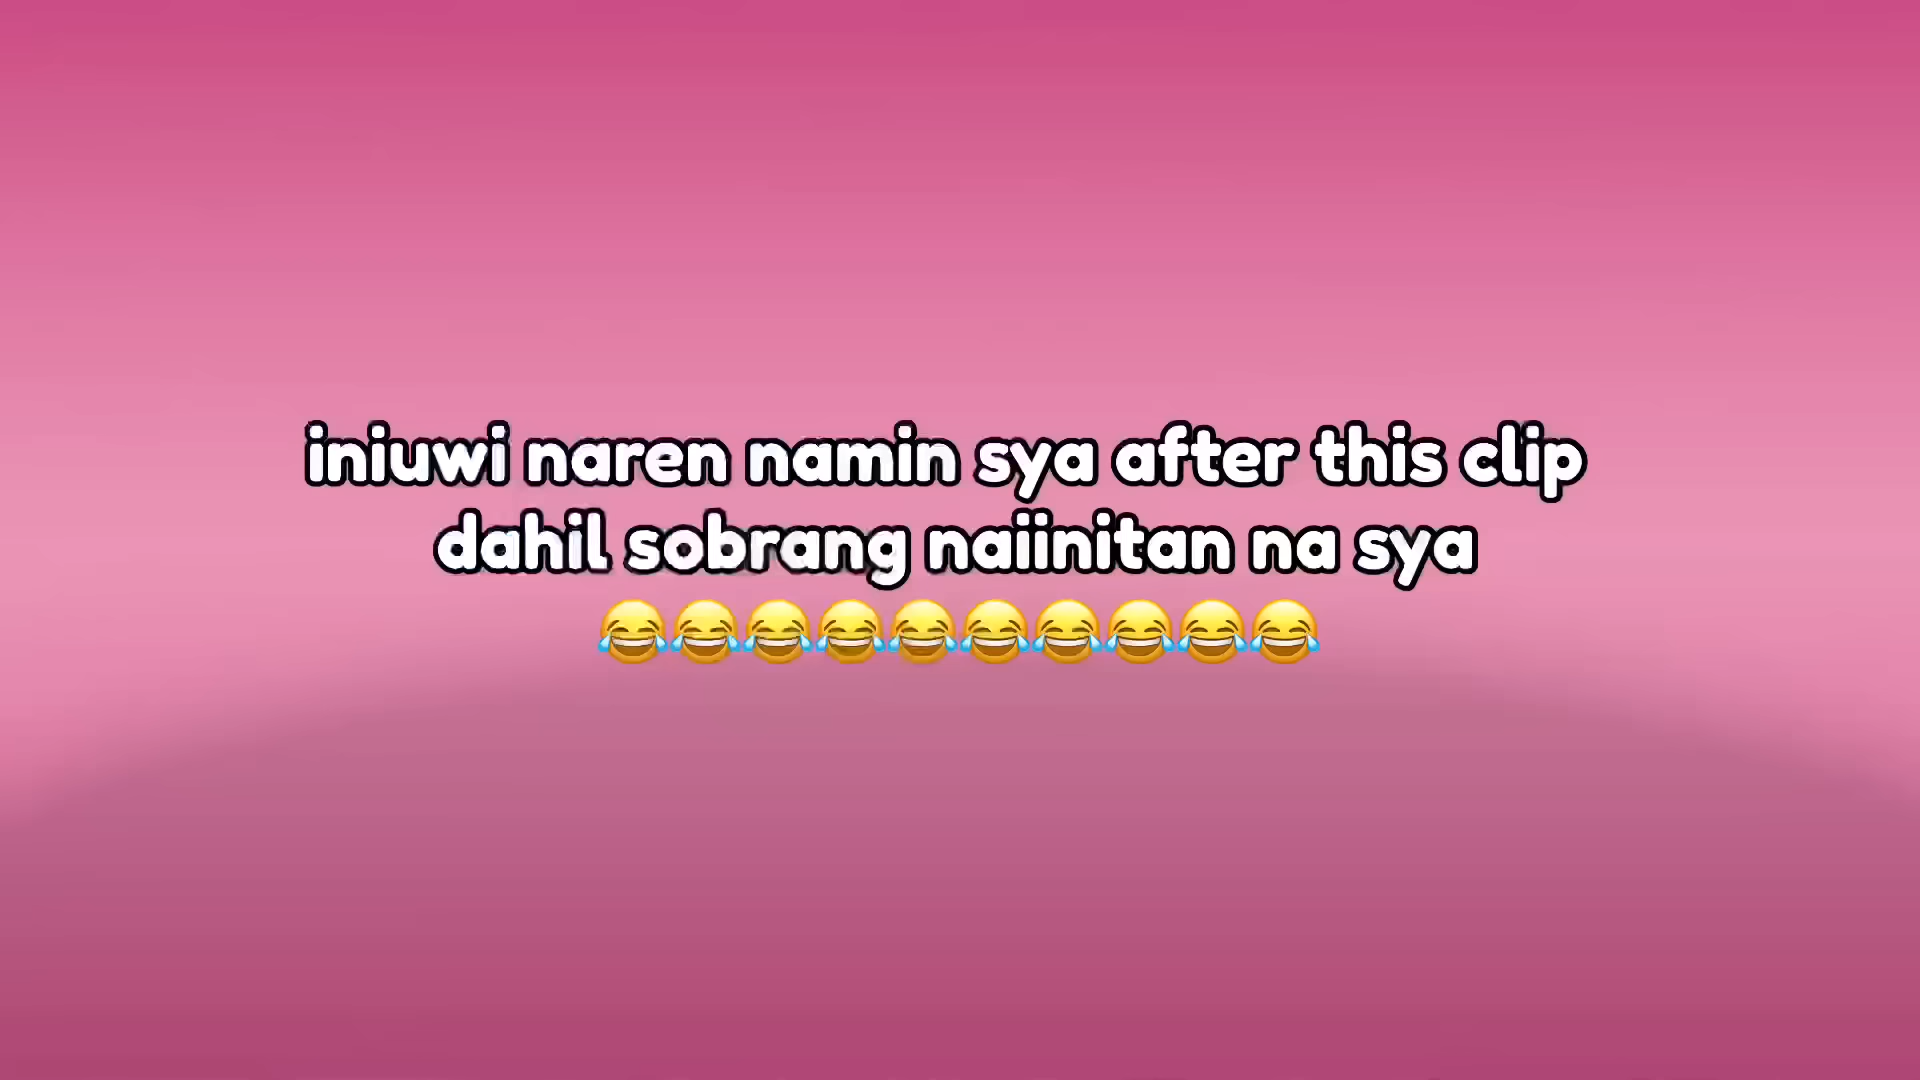 iniuwi naren namin sya after this clip
dahil sobrang naiinitan na sya
😂😂😂😂😂😂😂😂😂😂